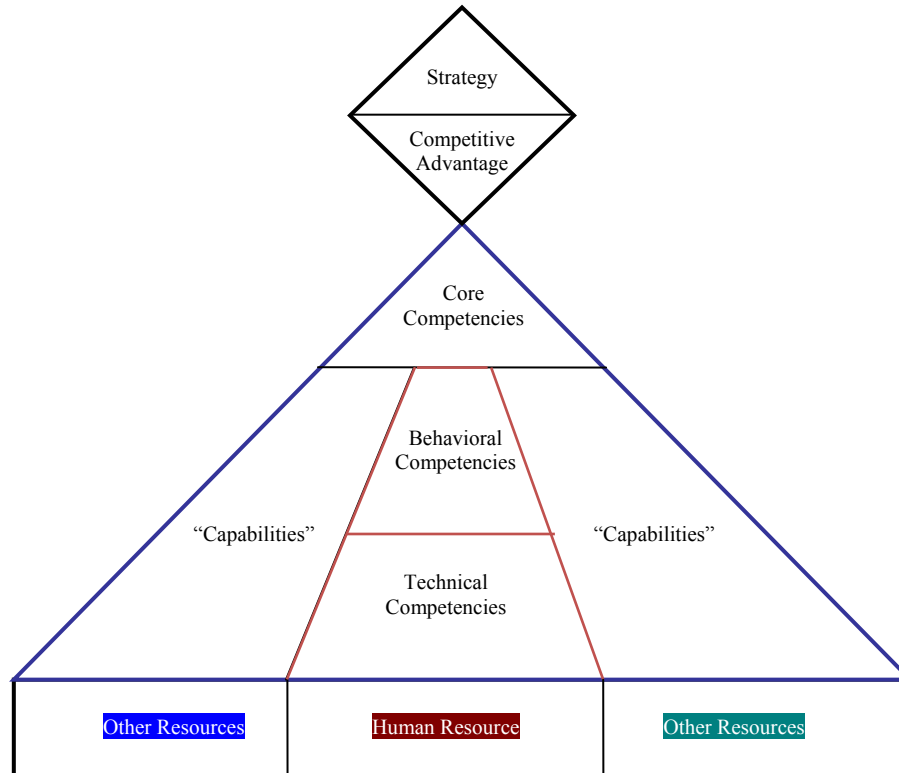 Strategy
Competitive
Advantage
Core
Competencies
Behavioral
Competencies
“Capabilities”
“Capabilities”
Technical
Competencies
Other Resources
Human Resource
Other Resources